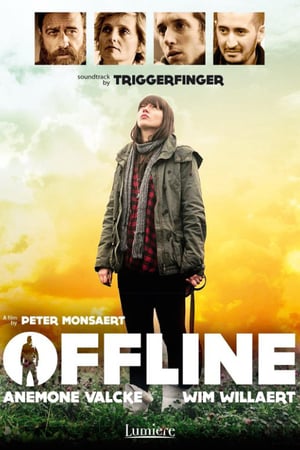 soundtrack
by TRIGGERFINGER
A film
by PETER MONSAERT
OFFLINE
ANEMONE VALCKE WIM WILLAERT
Lumière